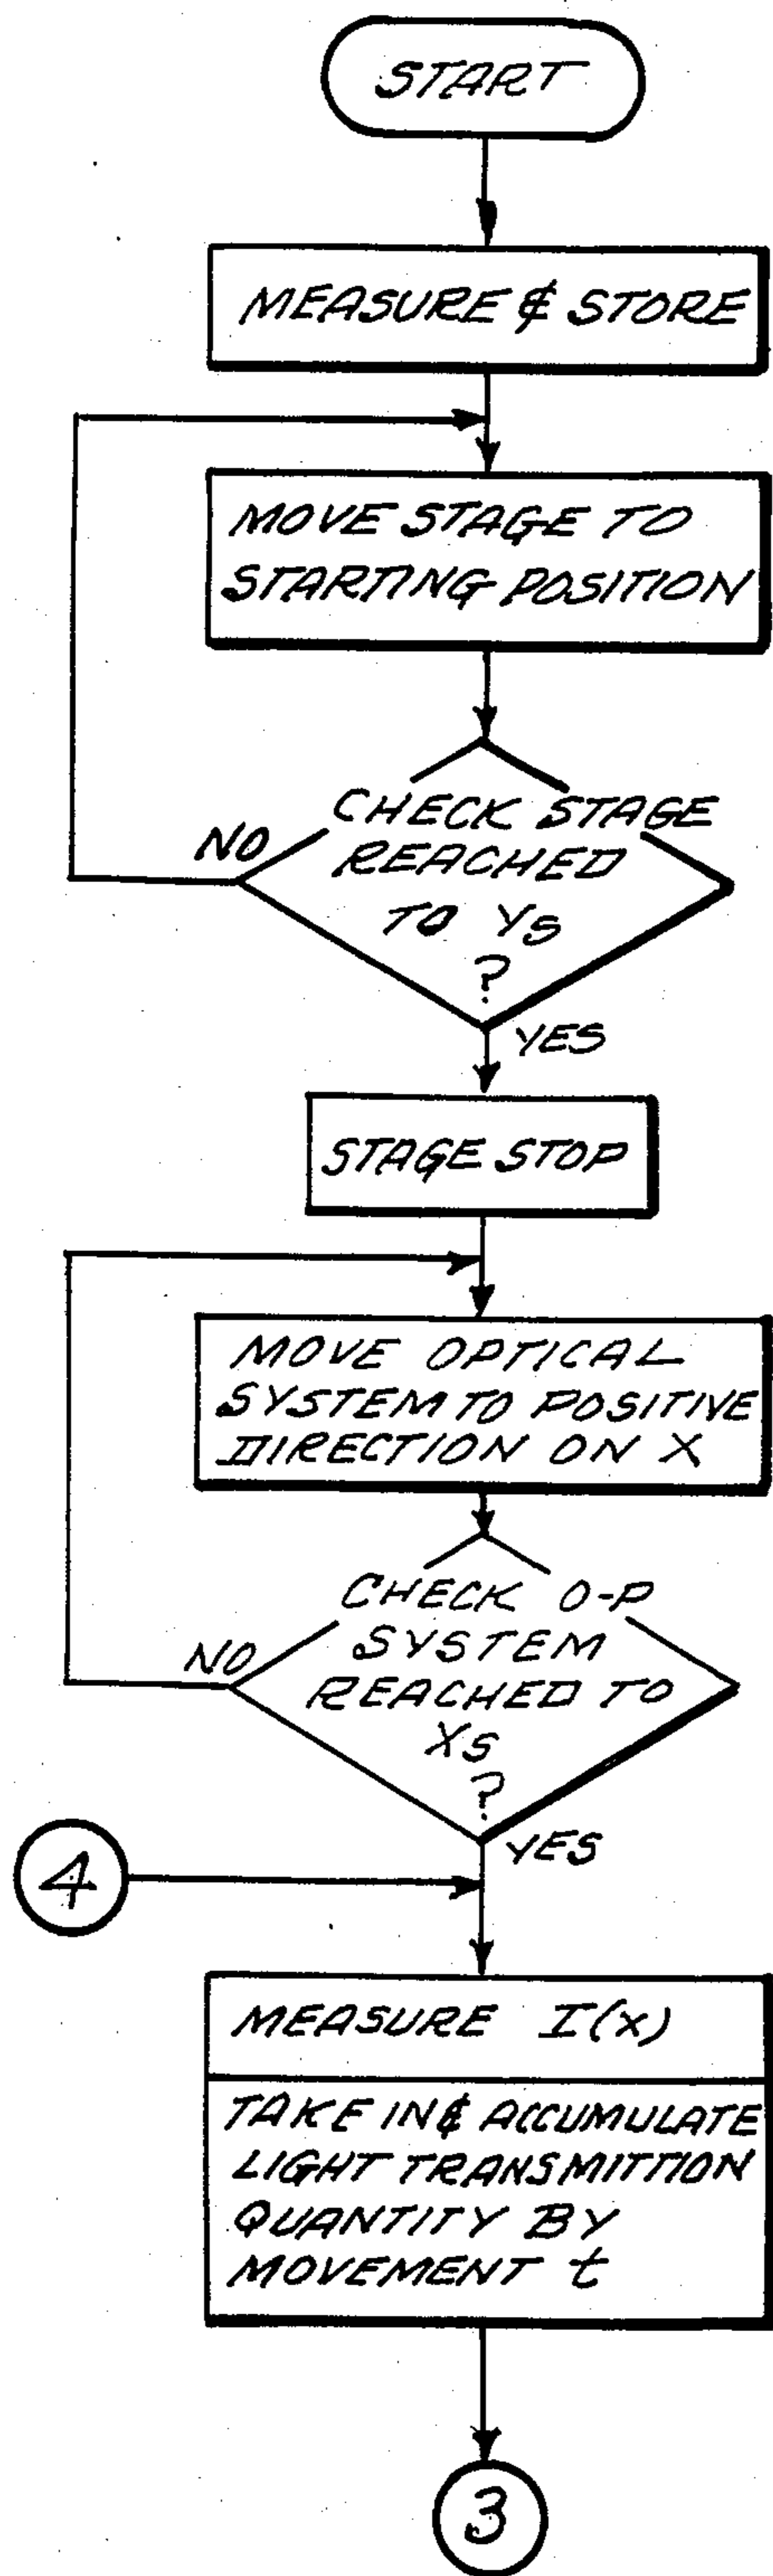 START
MEASURE & STORE
MOVE STAGE TO
STARTING POSITION
CHECK STAGE
REACHED
TO Ys
?
NO
YES
STAGE STOP
MOVE OPTICAL
SYSTEM TO POSITIVE
DIRECTION ON X
CHECK O-P
SYSTEM
REACHED TO
Xs
?
NO
YES
4
MEASURE I(x)
TAKE IN & ACCUMULATE
LIGHT TRANSMITTION
QUANTITY BY
MOVEMENT t
3